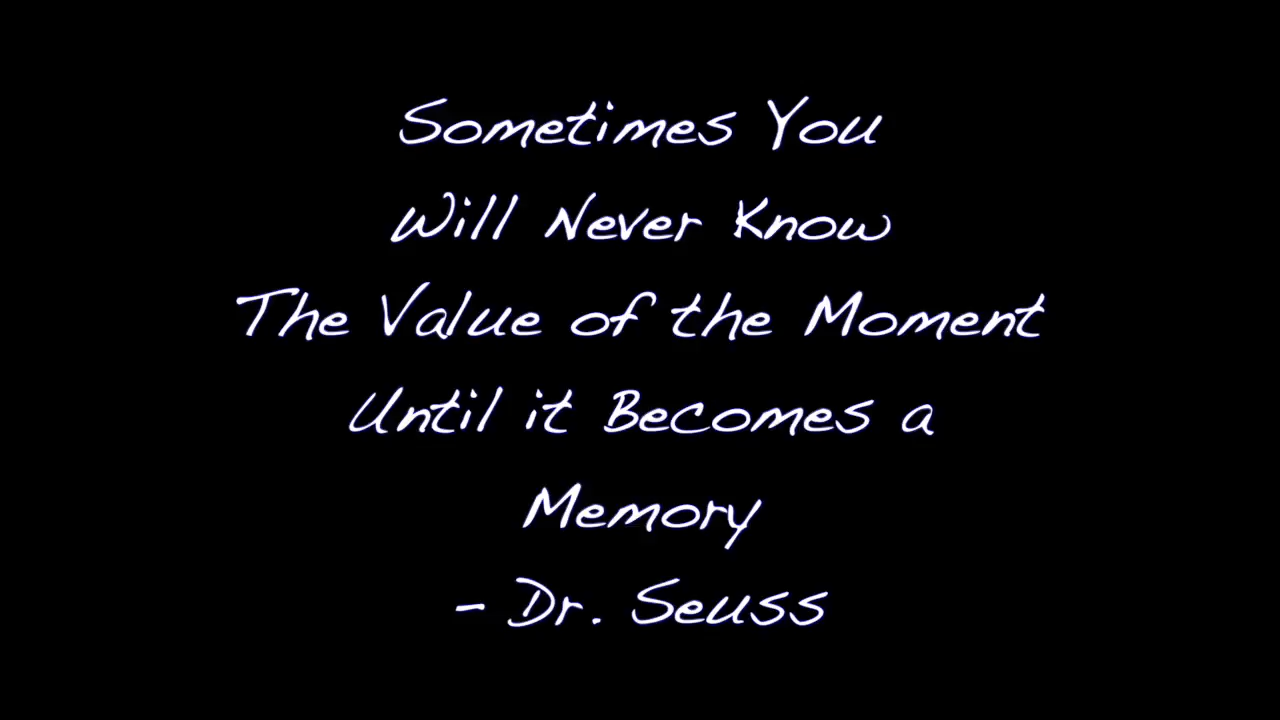 Sometimes You
Will Never Know
The Value of the Moment
Until it Becomes a
Memory
- Dr. Seuss